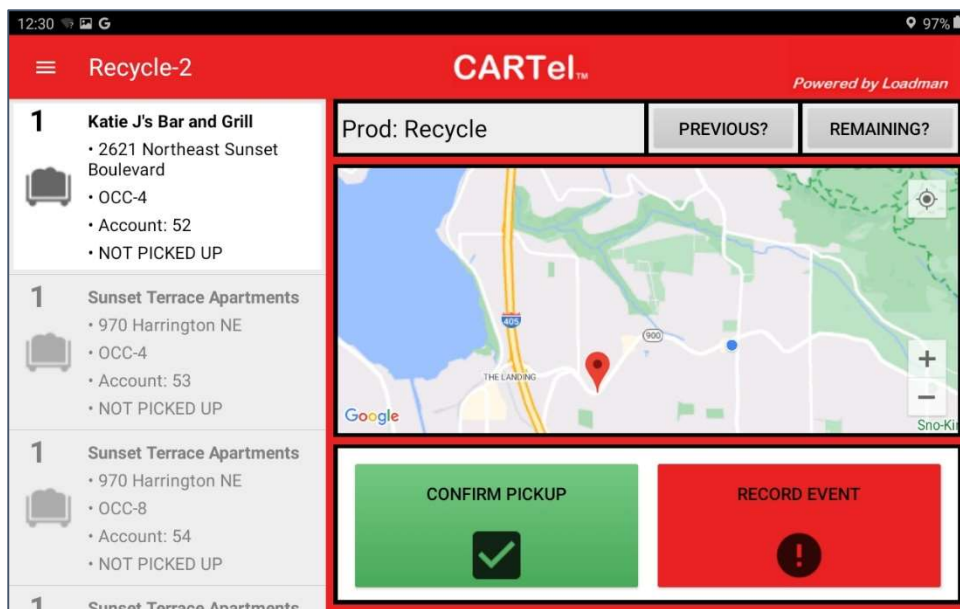 12:30 G 97%
Recycle-2
CARTel™
Powered by Loadman
1 Katie J's Bar and Grill
• 2621 Northeast Sunset
Boulevard
• OCC-4
• Account: 52
• NOT PICKED UP
1 Sunset Terrace Apartments
• 970 Harrington NE
• OCC-4
• Account: 53
• NOT PICKED UP
1 Sunset Terrace Apartments
• 970 Harrington NE
• OCC-8
• Account: 54
• NOT PICKED UP
1 Sunset Terrace Apartments
Prod: Recycle
PREVIOUS?
REMAINING?
405
900
THE LANDING
+
−
Google
Sno-Kin
CONFIRM PICKUP
RECORD EVENT
!